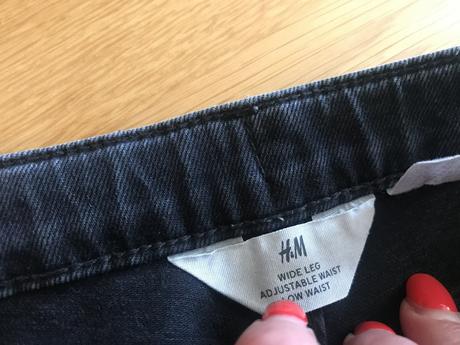 H&M
WIDE LEG
ADJUSTABLE WAIST
LOW WAIST